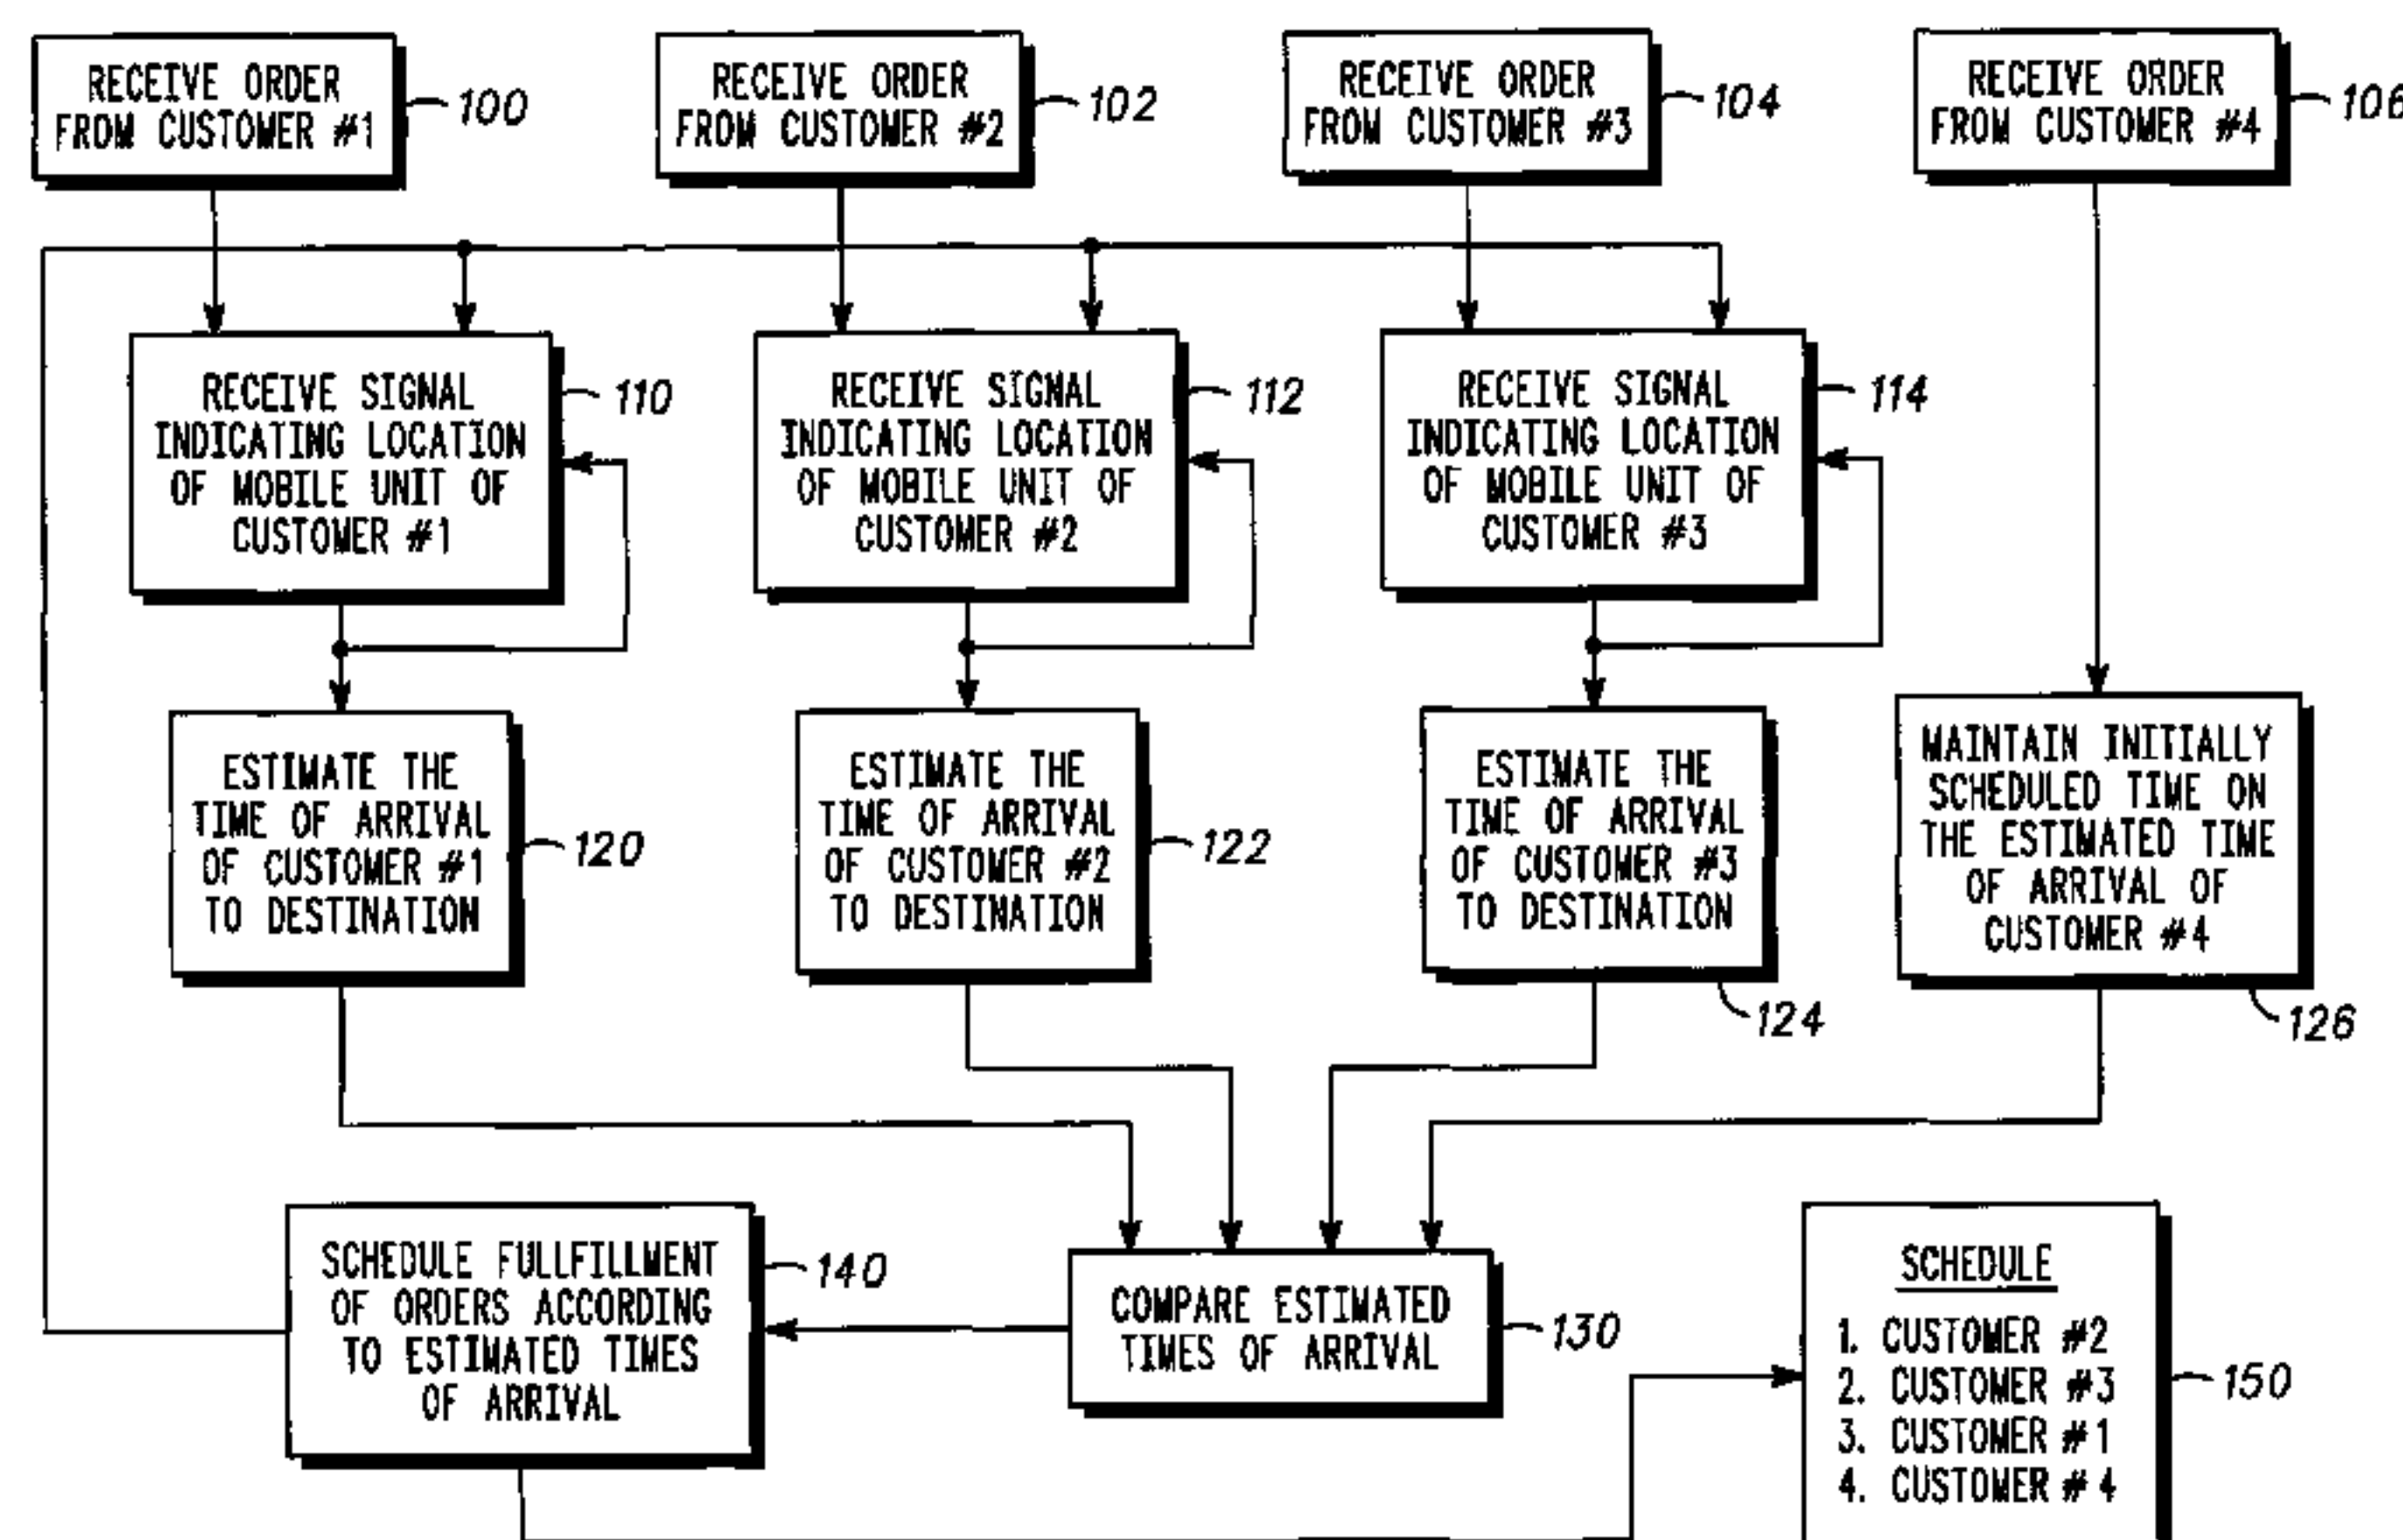 RECEIVE ORDER
FROM CUSTOMER #1
100
RECEIVE ORDER
FROM CUSTOMER #2
102
RECEIVE ORDER
FROM CUSTOMER #3
104
RECEIVE ORDER
FROM CUSTOMER #4
106
RECEIVE SIGNAL
INDICATING LOCATION
OF MOBILE UNIT OF
CUSTOMER #1
110
RECEIVE SIGNAL
INDICATING LOCATION
OF MOBILE UNIT OF
CUSTOMER #2
112
RECEIVE SIGNAL
INDICATING LOCATION
OF MOBILE UNIT OF
CUSTOMER #3
114
ESTIMATE THE
TIME OF ARRIVAL
OF CUSTOMER #1
TO DESTINATION
120
ESTIMATE THE
TIME OF ARRIVAL
OF CUSTOMER #2
TO DESTINATION
122
ESTIMATE THE
TIME OF ARRIVAL
OF CUSTOMER #3
TO DESTINATION
124
MAINTAIN INITIALLY
SCHEDULED TIME ON
THE ESTIMATED TIME
OF ARRIVAL OF
CUSTOMER #4
126
SCHEDULE FULLFILLMENT
OF ORDERS ACCORDING
TO ESTIMATED TIMES
OF ARRIVAL
140
COMPARE ESTIMATED
TIMES OF ARRIVAL
130
SCHEDULE
1. CUSTOMER #2
2. CUSTOMER #3
3. CUSTOMER #1
4. CUSTOMER #4
150